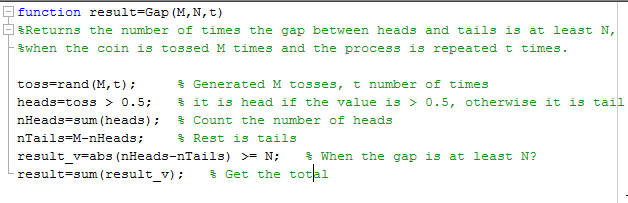 function result=Gap(M,N,t)
%Returns the number of times the gap between heads and tails is at least N,
%when the coin is tossed M times and the process is repeated t times.
toss=rand(M,t); % Generated M tosses, t number of times
heads=toss > 0.5; % it is head if the value is > 0.5, otherwise it is tail
nHeads=sum(heads); % Count the number of heads
nTails=M-nHeads; % Rest is tails
result_v=abs(nHeads-nTails) >= N; % When the gap is at least N?
result=sum(result_v); % Get the total